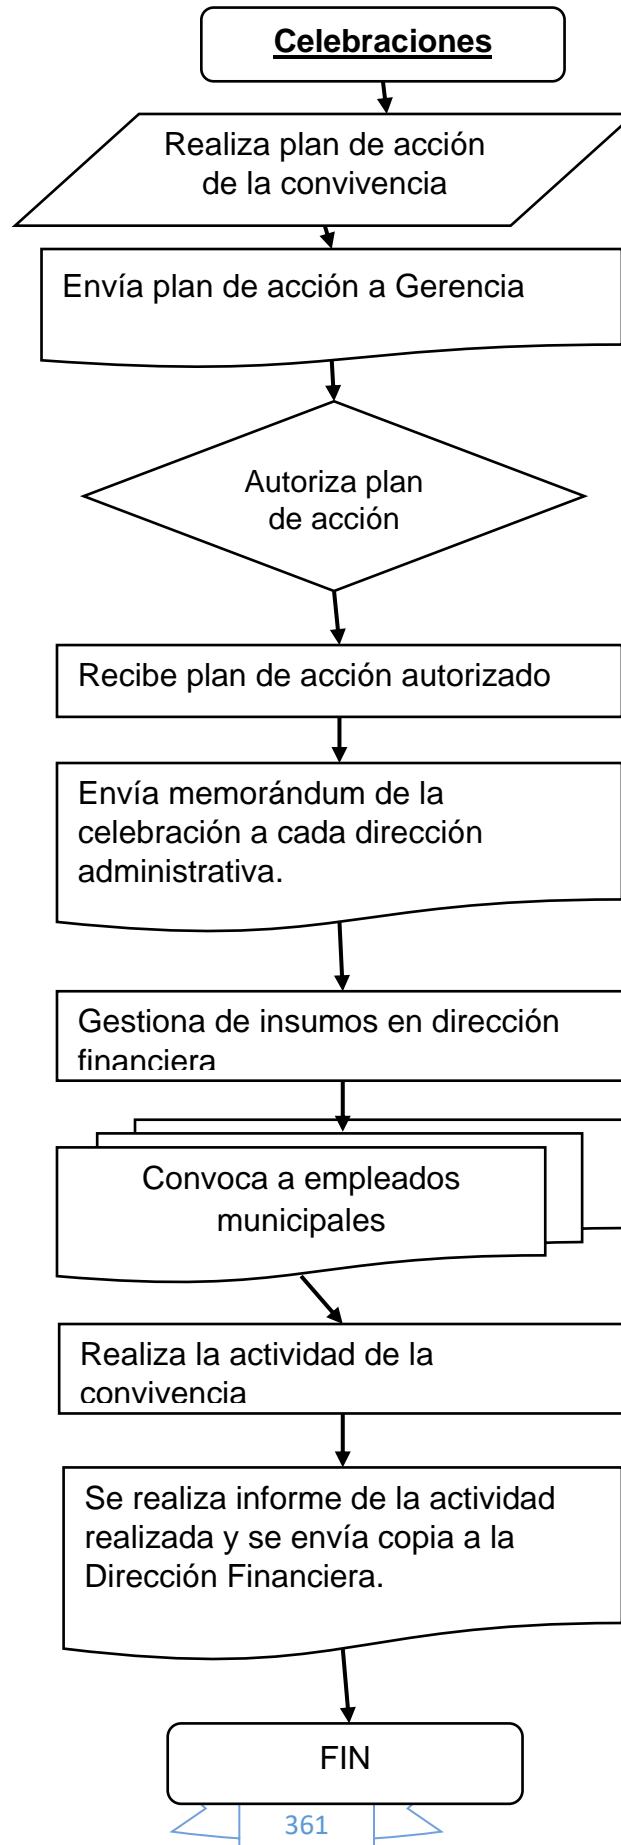 Celebraciones
Realiza plan de acción
de la convivencia
Envía plan de acción a Gerencia
Autoriza plan
de acción
Recibe plan de acción autorizado
Envía memorándum de la
celebración a cada dirección
administrativa.
Gestiona de insumos en dirección
financiera
Convoca a empleados
municipales
Realiza la actividad de la
convivencia
Se realiza informe de la actividad
realizada y se envía copia a la
Dirección Financiera.
FIN
361